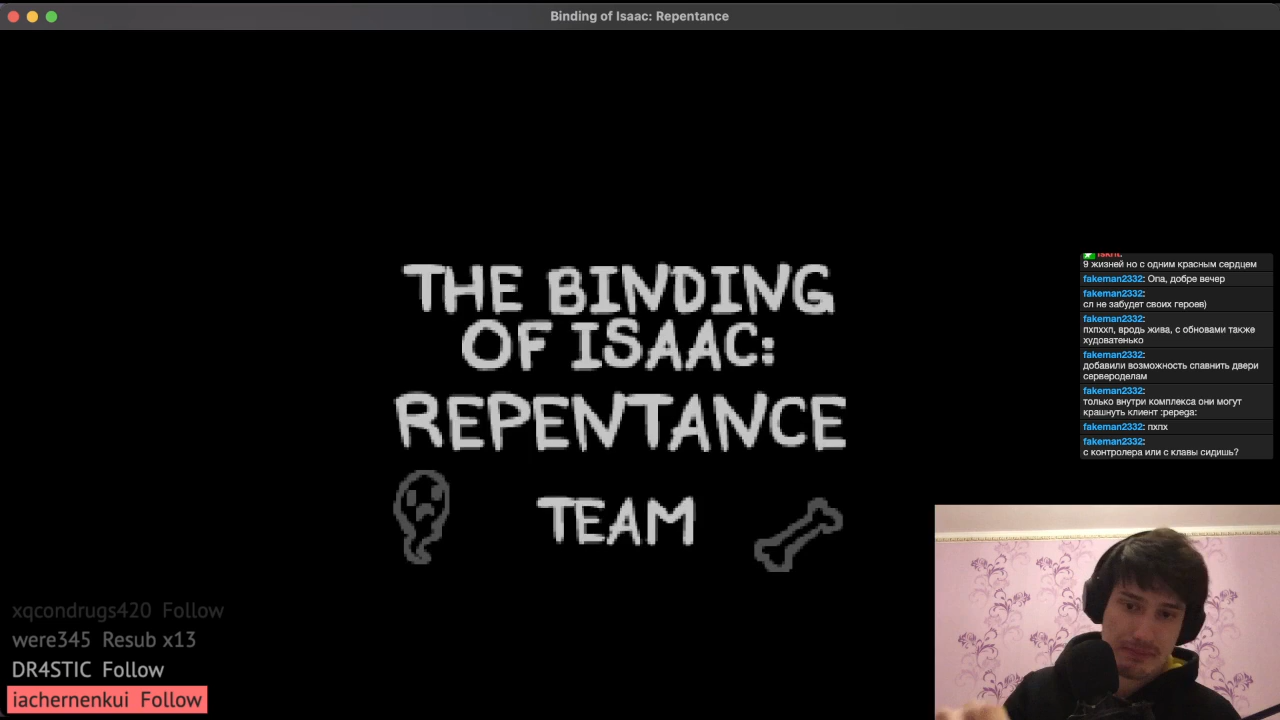 Binding of Isaac: Repentance
THE BINDING
OF ISAAC:
REPENTANCE
TEAM
9 жизней но с одним красным сердцем
fakeman2332: Опа, добре вечер
fakeman2332:
сл не забудет своих героев)
fakeman2332:
пхпххп, вродь жива, с обновами также
худоватенько
fakeman2332:
добавили возможность спавнить двери
сервероделам
fakeman2332:
только внутри комплекса они могут
крашнуть клиент :pepega:
fakeman2332: пхпх
fakeman2332:
с контролера или с клавы сидишь?
xqcondrugs420 Follow
were345 Resub x13
DR4STIC Follow
iachernenkui Follow